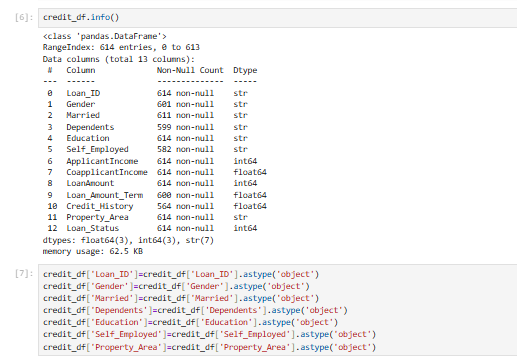 [6]: credit_df.info()
<class 'pandas.DataFrame'>
RangeIndex: 614 entries, 0 to 613
Data columns (total 13 columns):
 #   Column             Non-Null Count  Dtype
---  ------             --------------  -----
 0   Loan_ID            614 non-null    str
 1   Gender             601 non-null    str
 2   Married            611 non-null    str
 3   Dependents         599 non-null    str
 4   Education          614 non-null    str
 5   Self_Employed      582 non-null    str
 6   ApplicantIncome    614 non-null    int64
 7   CoapplicantIncome  614 non-null    float64
 8   LoanAmount         614 non-null    int64
 9   Loan_Amount_Term   600 non-null    float64
 10  Credit_History     564 non-null    float64
 11  Property_Area      614 non-null    str
 12  Loan_Status        614 non-null    int64
dtypes: float64(3), int64(3), str(7)
memory usage: 62.5 KB
[7]: credit_df['Loan_ID']=credit_df['Loan_ID'].astype('object')
credit_df['Gender']=credit_df['Gender'].astype('object')
credit_df['Married']=credit_df['Married'].astype('object')
credit_df['Dependents']=credit_df['Dependents'].astype('object')
credit_df['Education']=credit_df['Education'].astype('object')
credit_df['Self_Employed']=credit_df['Self_Employed'].astype('object')
credit_df['Property_Area']=credit_df['Property_Area'].astype('object')